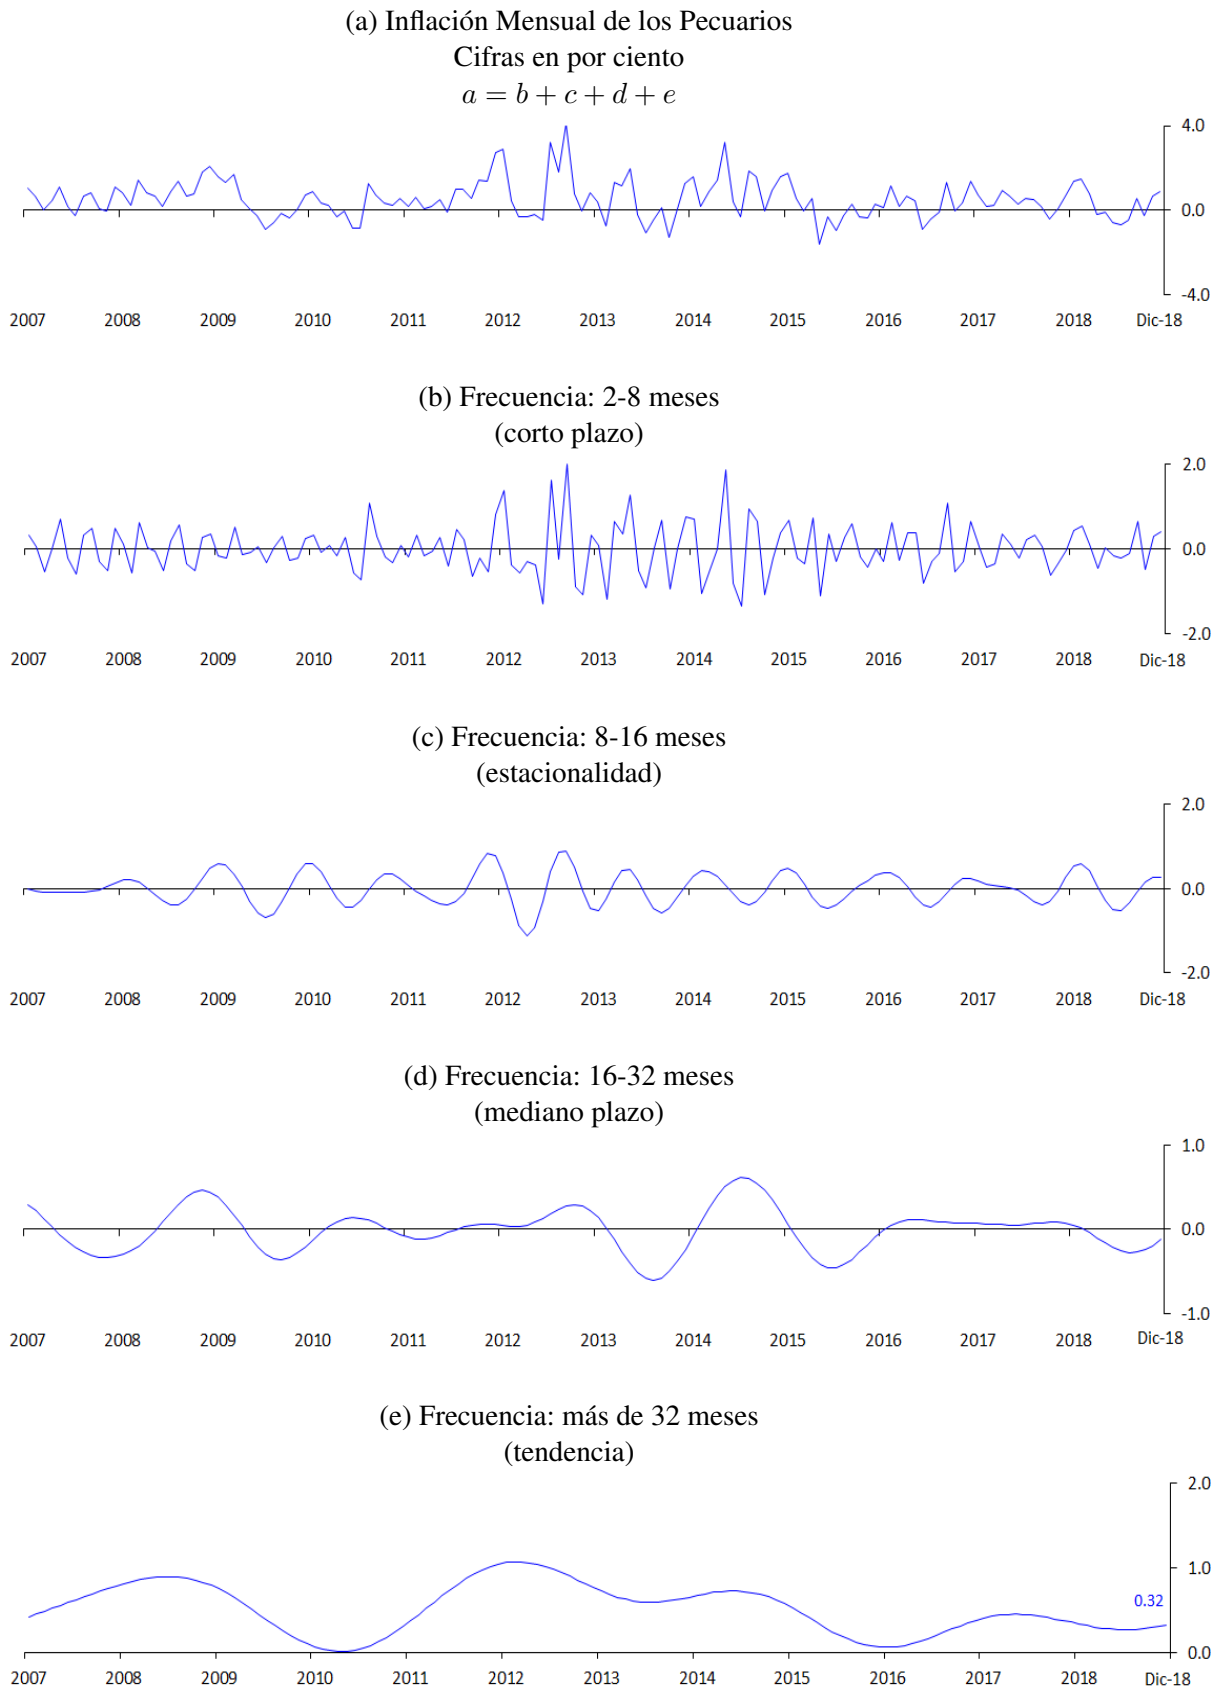 (a) Inflación Mensual de los Pecuarios
Cifras en por ciento
a = b + c + d + e
4.0
0.0
-4.0
2007 2008 2009 2010 2011 2012 2013 2014 2015 2016 2017 2018 Dic-18
(b) Frecuencia: 2-8 meses
(corto plazo)
2.0
0.0
-2.0
2007 2008 2009 2010 2011 2012 2013 2014 2015 2016 2017 2018 Dic-18
(c) Frecuencia: 8-16 meses
(estacionalidad)
2.0
0.0
-2.0
2007 2008 2009 2010 2011 2012 2013 2014 2015 2016 2017 2018 Dic-18
(d) Frecuencia: 16-32 meses
(mediano plazo)
1.0
0.0
-1.0
2007 2008 2009 2010 2011 2012 2013 2014 2015 2016 2017 2018 Dic-18
(e) Frecuencia: más de 32 meses
(tendencia)
2.0
1.0
0.32
0.0
2007 2008 2009 2010 2011 2012 2013 2014 2015 2016 2017 2018 Dic-18